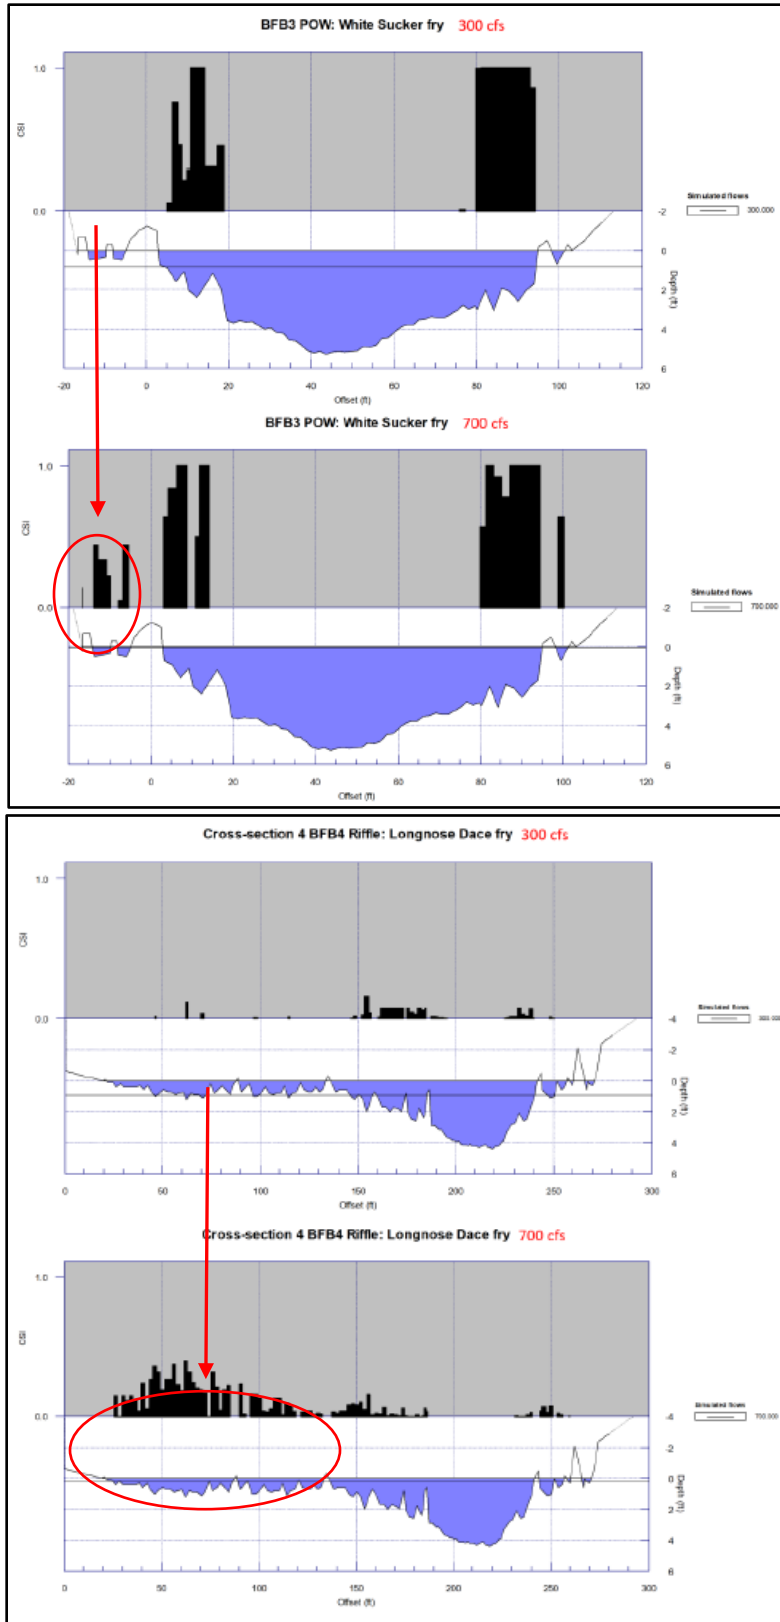 BFB3 POW: White Sucker fry 300 cfs
1.0
CSI
0.0
-2
Simulated flows
300.000
0
2
4
6
Depth (ft)
-20 0 20 40 60 80 100 120
Offset (ft)
BFB3 POW: White Sucker fry 700 cfs
1.0
CSI
0.0
-2
Simulated flows
700.000
0
2
4
6
Depth (ft)
-20 0 20 40 60 80 100 120
Offset (ft)
Cross-section 4 BFB4 Riffle: Longnose Dace fry 300 cfs
1.0
CSI
0.0
-4
Simulated flows
300.000
-2
0
2
4
6
Depth (ft)
0 50 100 150 200 250 300
Offset (ft)
Cross-section 4 BFB4 Riffle: Longnose Dace fry 700 cfs
1.0
CSI
0.0
-4
Simulated flows
700.000
-2
0
2
4
6
Depth (ft)
0 50 100 150 200 250 300
Offset (ft)